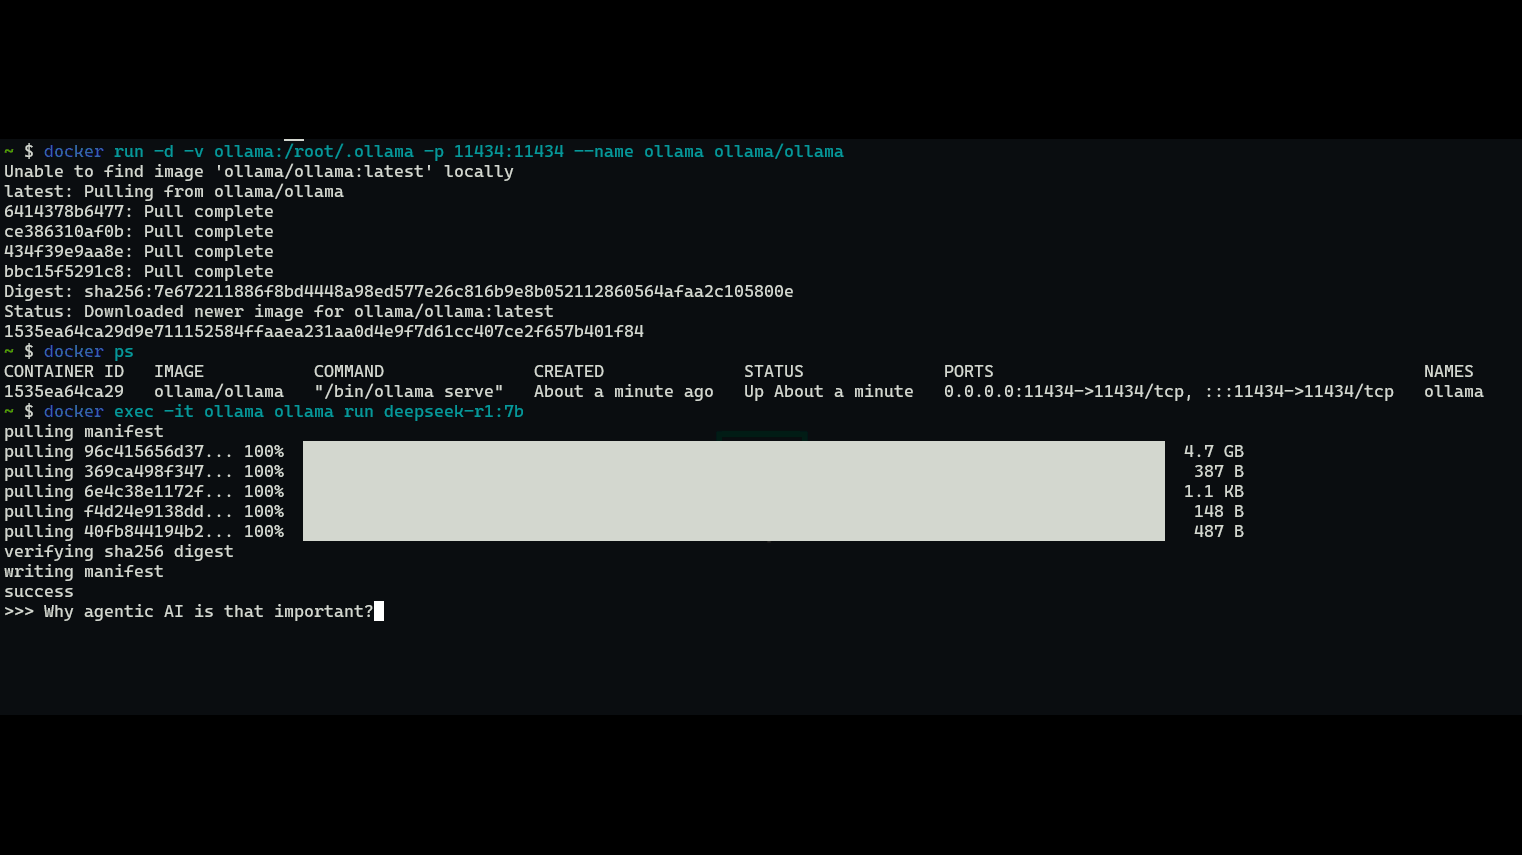 ~ $ docker run -d -v ollama:/root/.ollama -p 11434:11434 --name ollama ollama/ollama
Unable to find image 'ollama/ollama:latest' locally
latest: Pulling from ollama/ollama
6414378b6477: Pull complete
ce386310af0b: Pull complete
434f39e9aa8e: Pull complete
bbc15f5291c8: Pull complete
Digest: sha256:7e672211886f8bd4448a98ed577e26c816b9e8b052112860564afaa2c105800e
Status: Downloaded newer image for ollama/ollama:latest
1535ea64ca29d9e711152584ffaaea231aa0d4e9f7d61cc407ce2f657b401f84
~ $ docker ps
CONTAINER ID   IMAGE           COMMAND               CREATED              STATUS              PORTS                                           NAMES
1535ea64ca29   ollama/ollama   "/bin/ollama serve"   About a minute ago   Up About a minute   0.0.0.0:11434->11434/tcp, :::11434->11434/tcp   ollama
~ $ docker exec -it ollama ollama run deepseek-r1:7b
pulling manifest
pulling 96c415656d37... 100% 4.7 GB
pulling 369ca498f347... 100% 387 B
pulling 6e4c38e1172f... 100% 1.1 KB
pulling f4d24e9138dd... 100% 148 B
pulling 40fb844194b2... 100% 487 B
verifying sha256 digest
writing manifest
success
>>> Why agentic AI is that important?